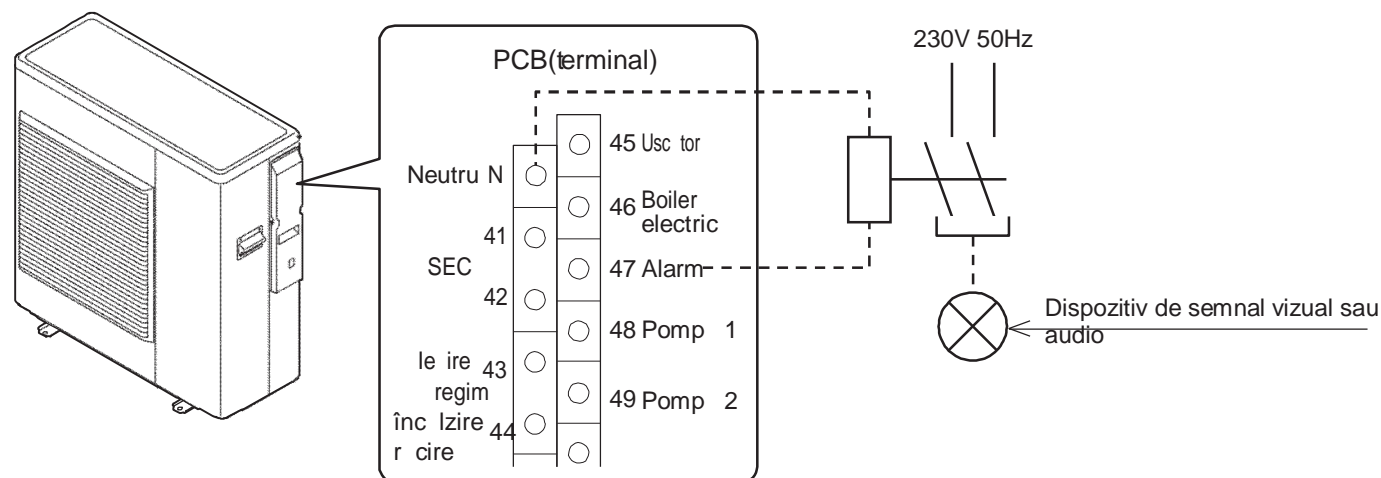 230V 50Hz
PCB(terminal)
45 Usc tor
Neutru N
46 Boiler
electric
41
SEC
47 Alarm
42
48 Pomp 1
Ie ire 43
regim
49 Pomp 2
înc lzire
44
r cire
Dispozitiv de semnal vizual sau
audio